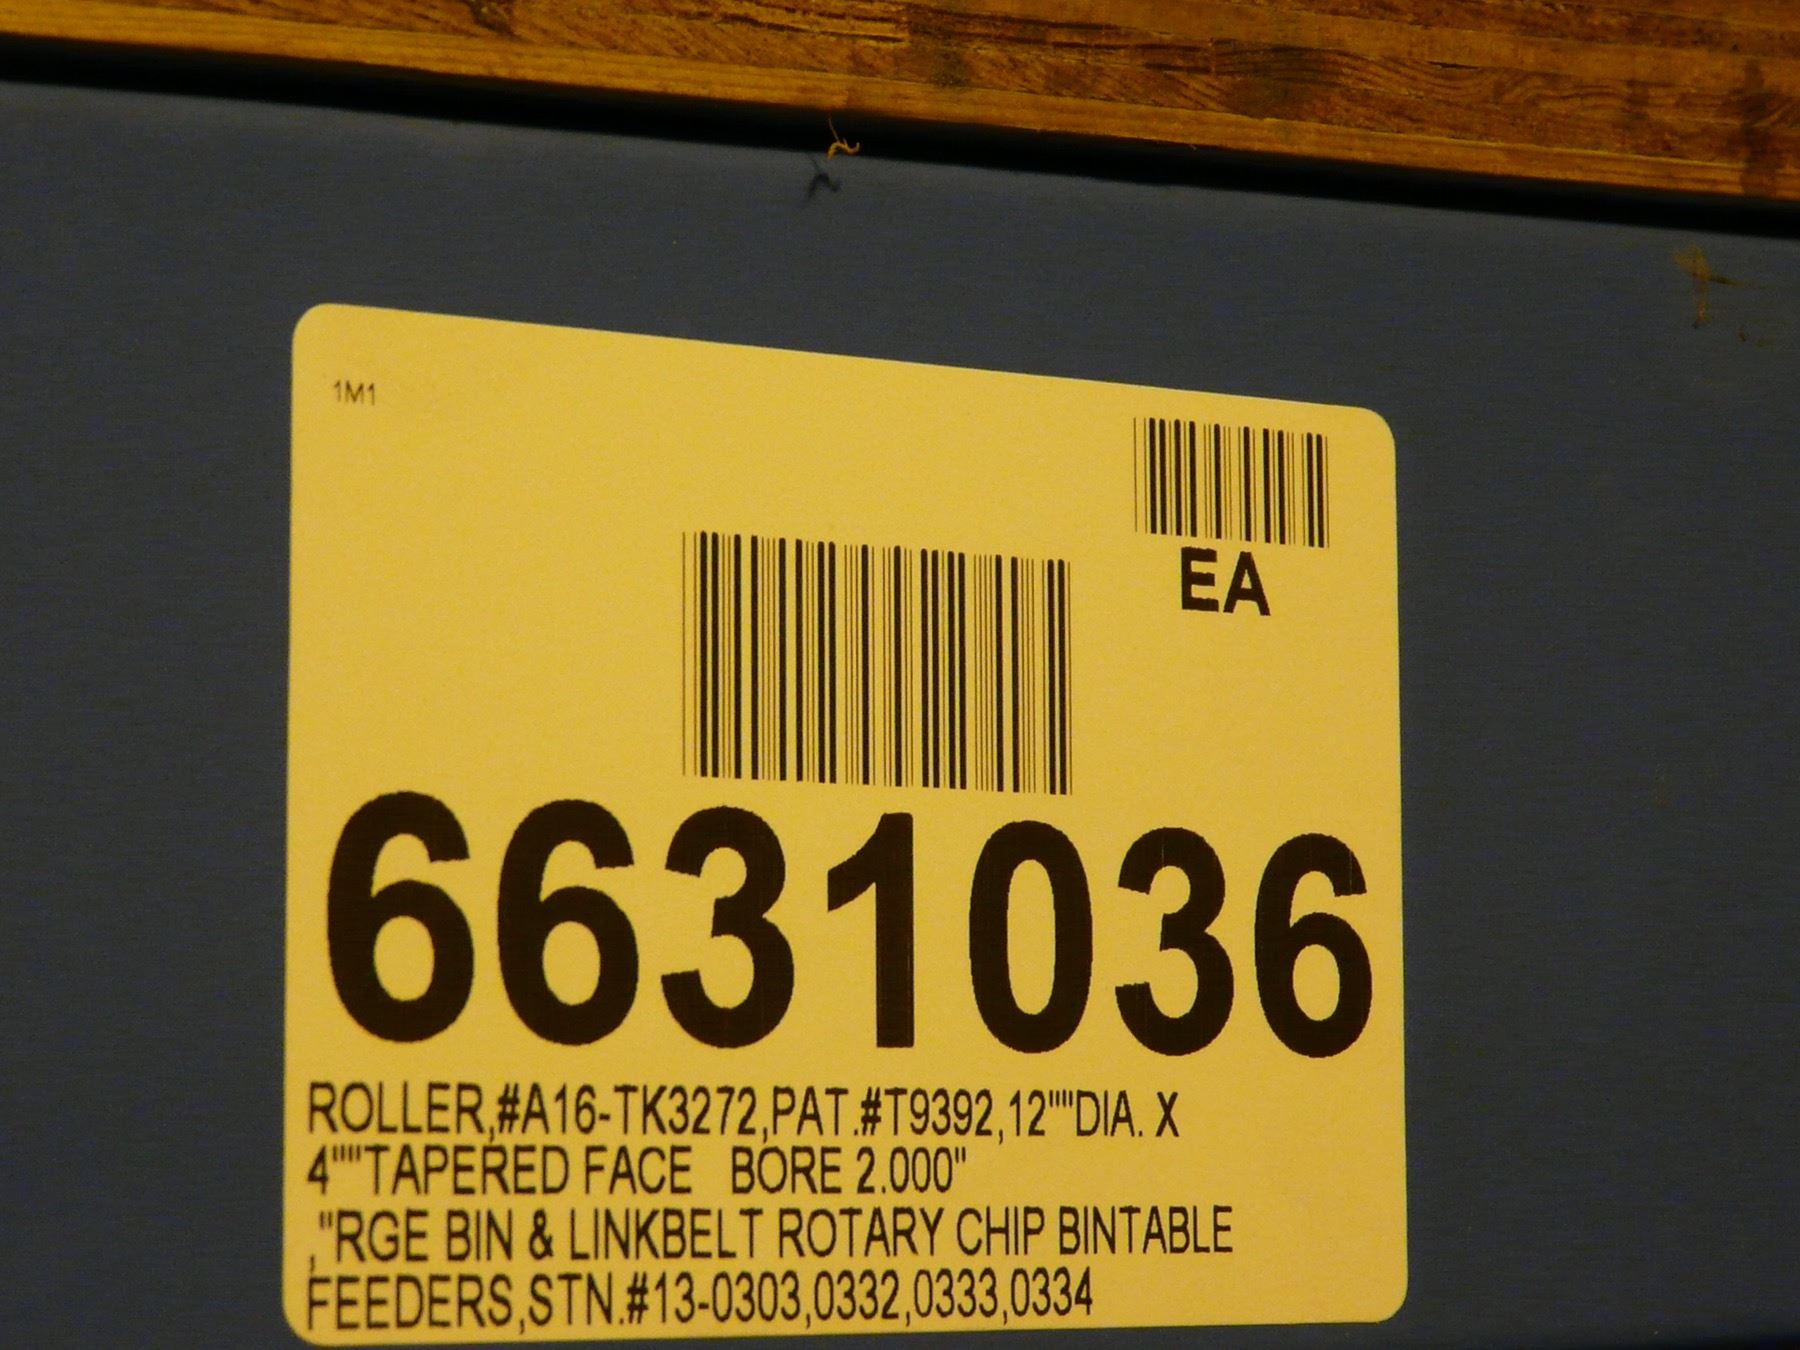 1M1
EA
6631036
ROLLER,#A16-TK3272,PAT.#T9392,12""DIA. X
4""TAPERED FACE   BORE 2.000"
,"RGE BIN & LINKBELT ROTARY CHIP BINTABLE
FEEDERS,STN.#13-0303,0332,0333,0334